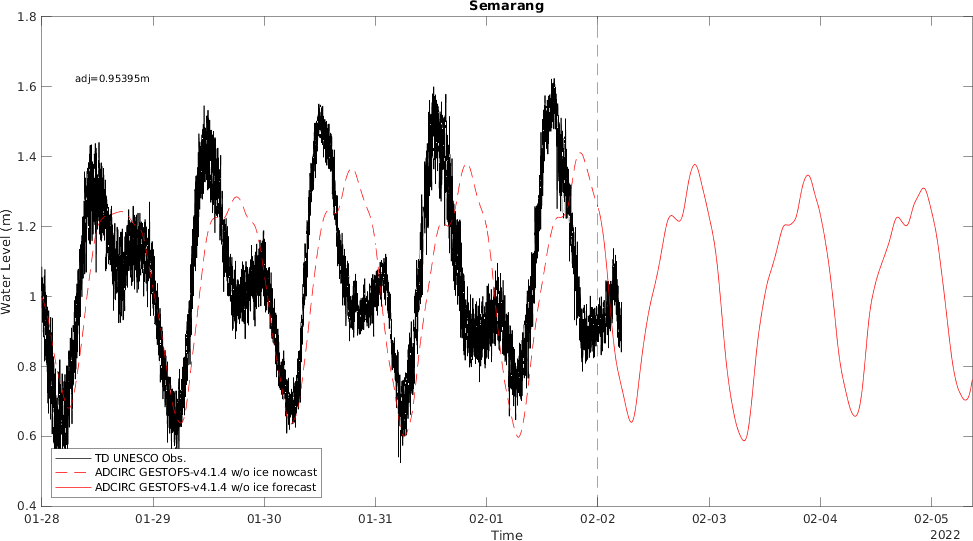 Semarang
1.8
1.6
1.4
1.2
1
0.8
0.6
0.4
Water Level (m)
adj=0.95395m
TD UNESCO Obs.
ADCIRC GESTOFS-v4.1.4 w/o ice nowcast
ADCIRC GESTOFS-v4.1.4 w/o ice forecast
01-28 01-29 01-30 01-31 02-01 02-02 02-03 02-04 02-05
Time
2022